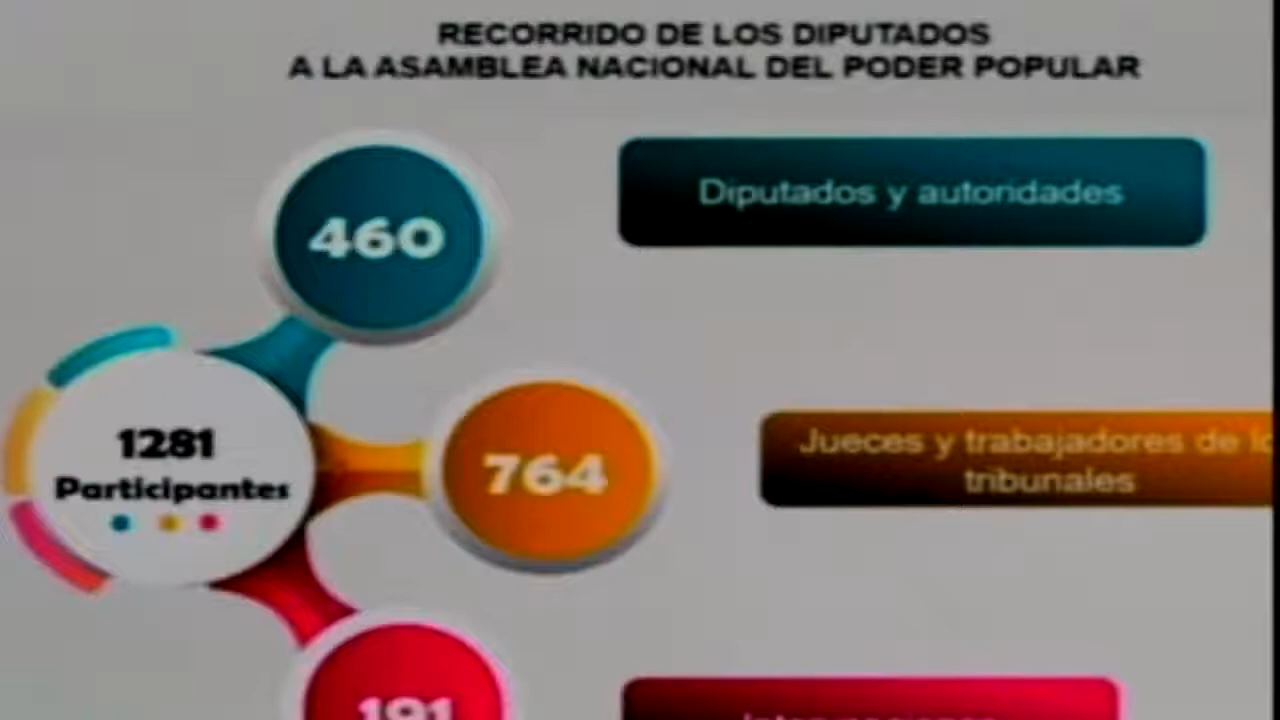 RECORRIDO DE LOS DIPUTADOS
A LA ASAMBLEA NACIONAL DEL PODER POPULAR
460
Diputados y autoridades
1281
Participantes
764
Jueces y trabajadores de
tribunales
191